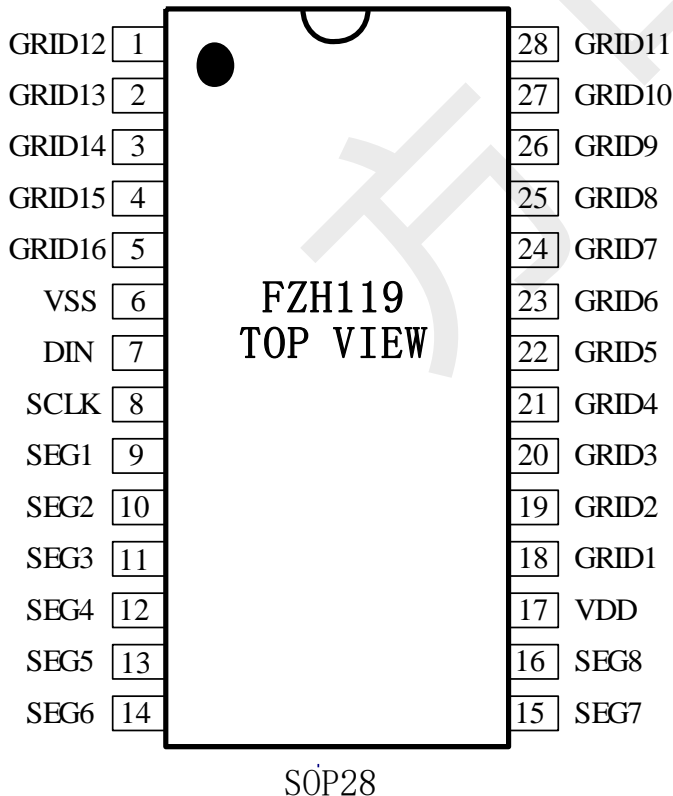 GRID12 1 28 GRID11
GRID13 2 27 GRID10
GRID14 3 26 GRID9
GRID15 4 25 GRID8
GRID16 5 24 GRID7
VSS 6 23 GRID6
DIN 7 22 GRID5
SCLK 8 21 GRID4
SEG1 9 20 GRID3
SEG2 10 19 GRID2
SEG3 11 18 GRID1
SEG4 12 17 VDD
SEG5 13 16 SEG8
SEG6 14 15 SEG7
FZH119
TOP VIEW
SOP28
方